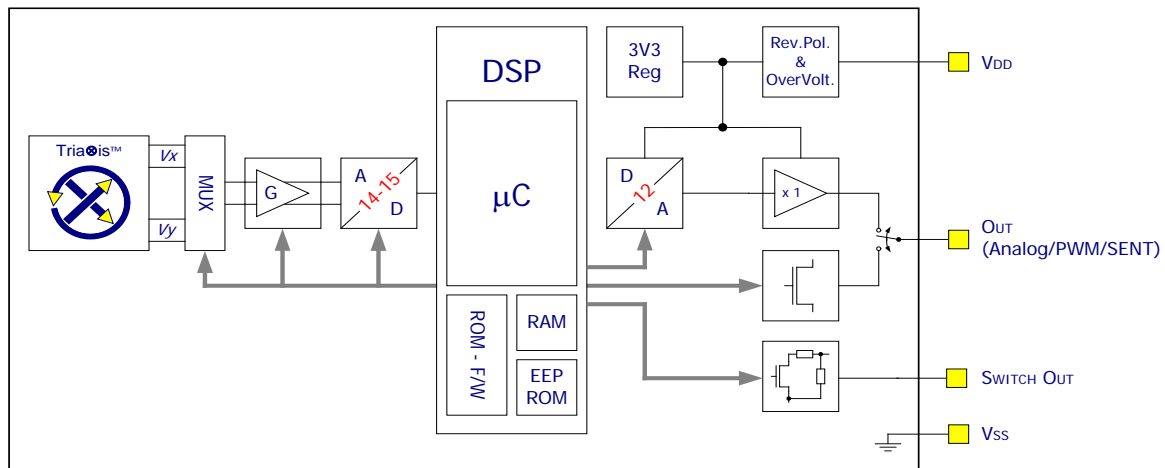 3V3
Reg
Rev.Pol.
&
OverVolt.
VDD
DSP
Tria⊗is™
Vx
MUX
G
A
14-15
D
µC
D
12
A
x 1
Vy
OUT
(Analog/PWM/SENT)
ROM - F/W
RAM
EEP
ROM
SWITCH OUT
VSS